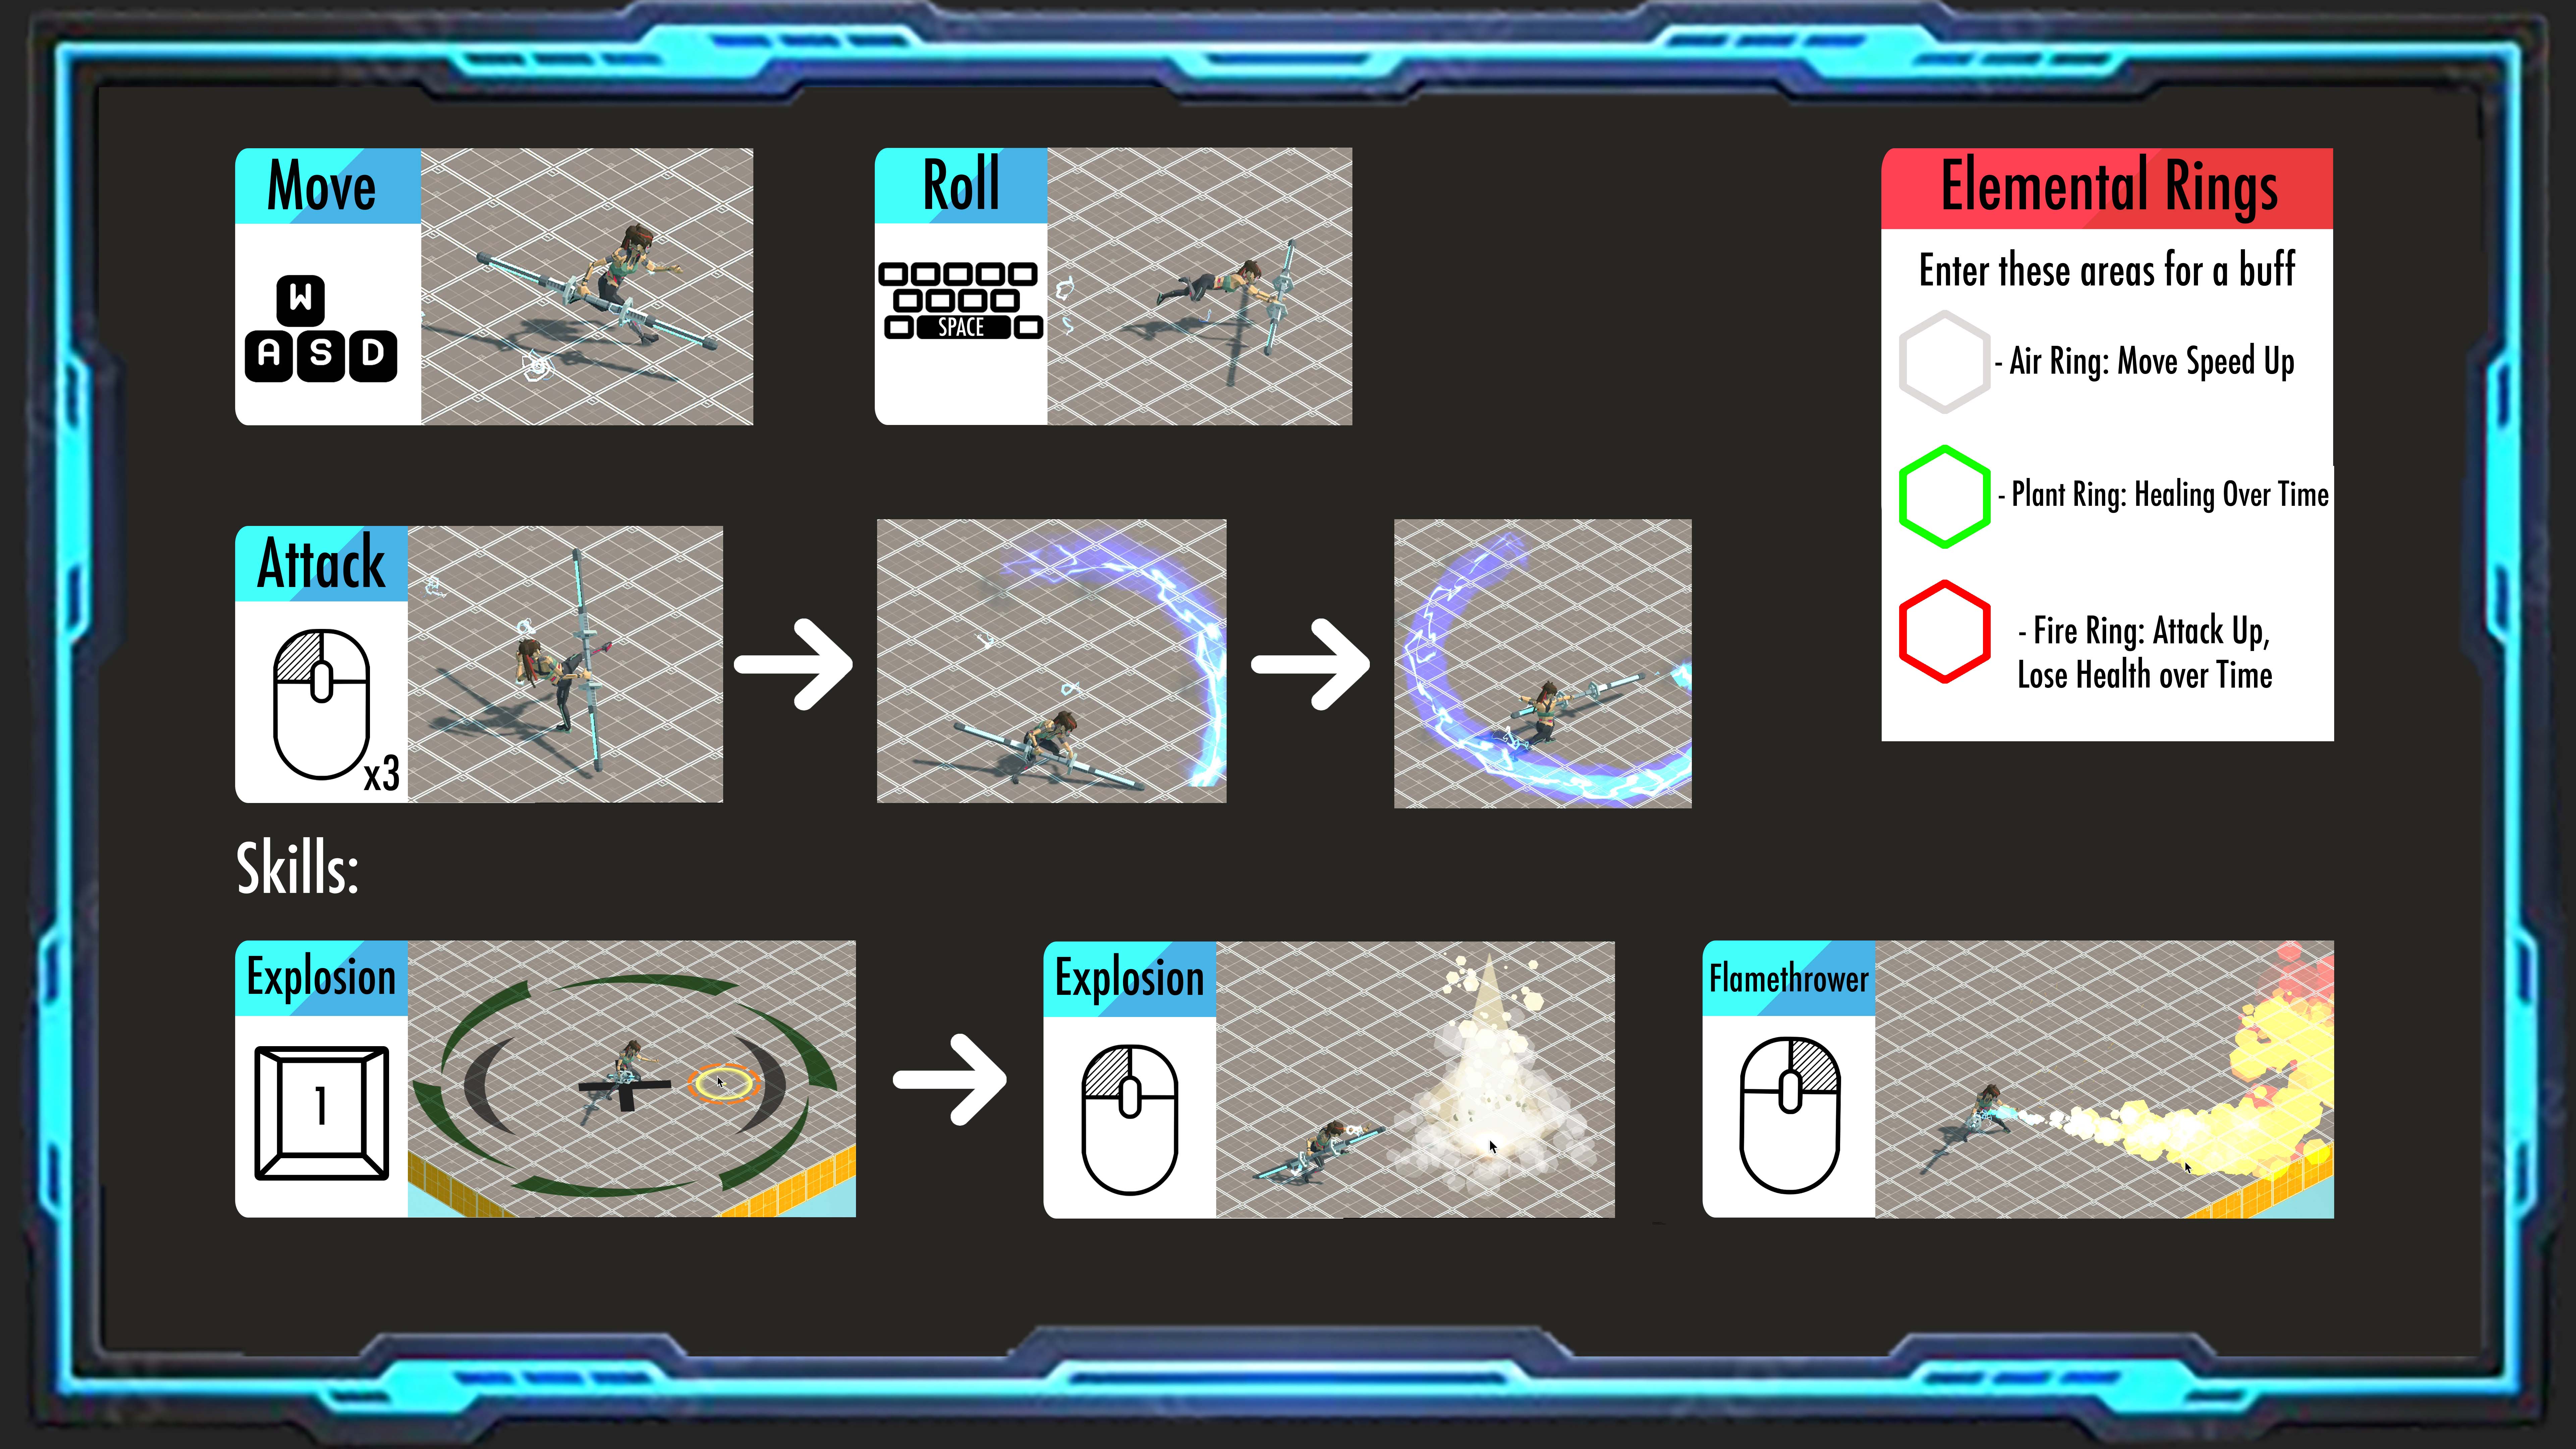 Move
W
A S D
Roll
SPACE
Elemental Rings
Enter these areas for a buff
- Air Ring: Move Speed Up
- Plant Ring: Healing Over Time
- Fire Ring: Attack Up,
Lose Health over Time
Attack
x3
Skills:
Explosion
1
Explosion
Flamethrower